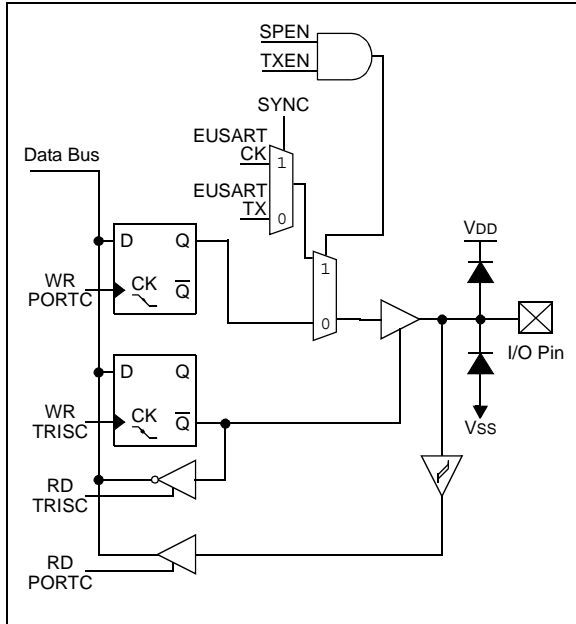 SPEN
TXEN
SYNC
EUSART
CK
1
EUSART
TX
0
Data Bus
D Q
CK Q
WR
PORTC
1
0
VDD
I/O Pin
VSS
D Q
CK Q
WR
TRISC
RD
TRISC
RD
PORTC